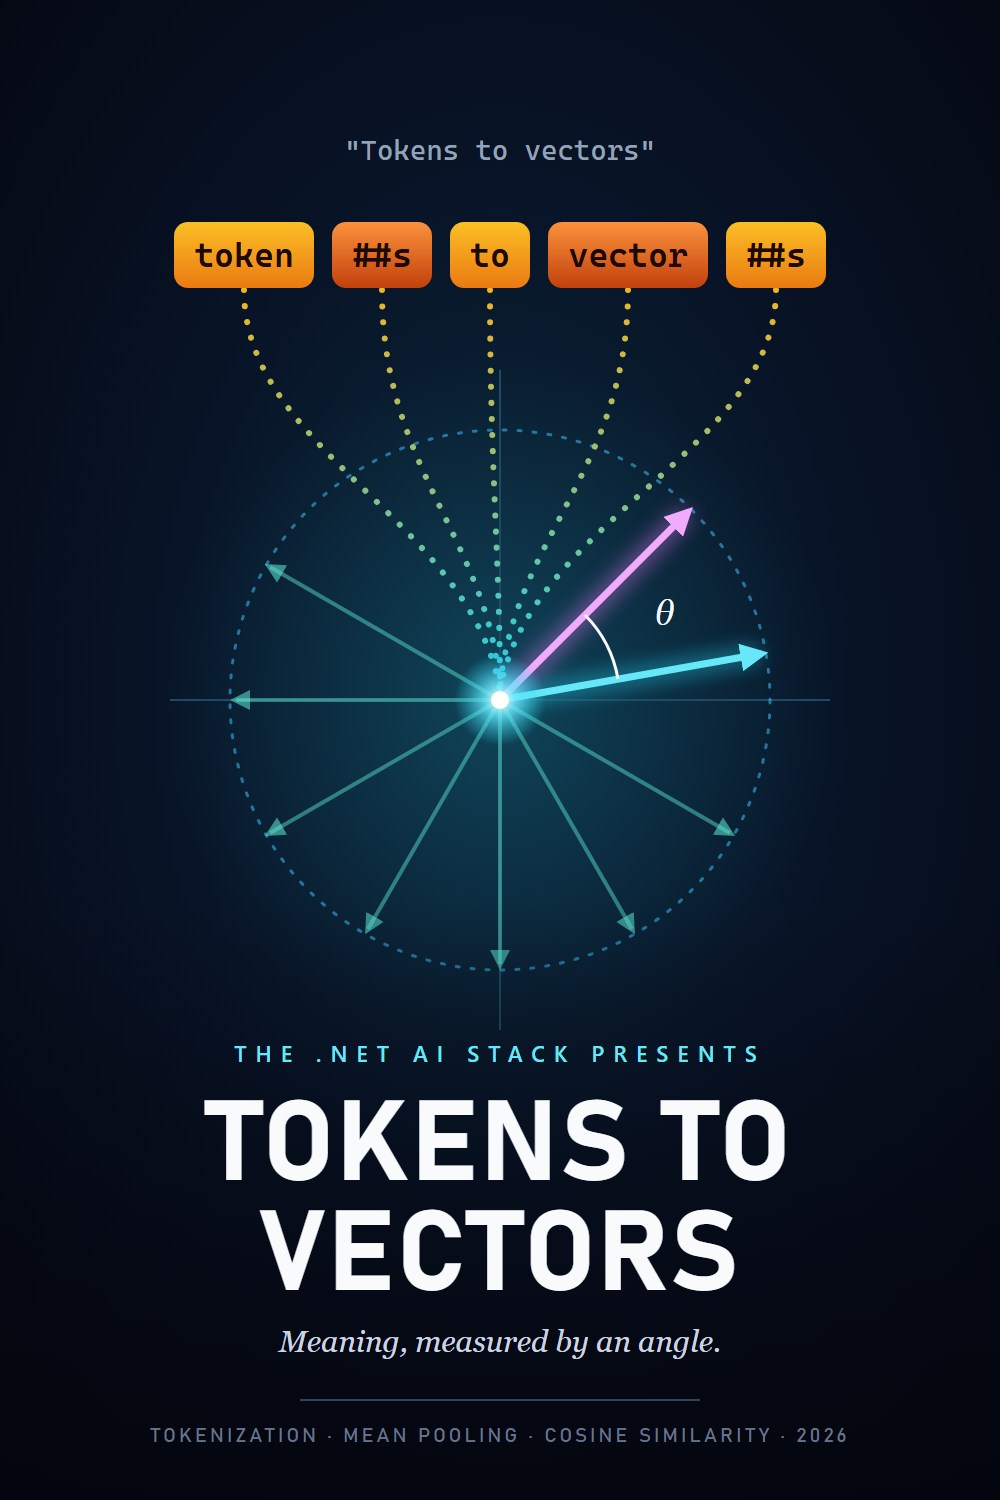 "Tokens to vectors"
token ##s to vector ##s
θ
THE .NET AI STACK PRESENTS
TOKENS TO
VECTORS
Meaning, measured by an angle.
TOKENIZATION · MEAN POOLING · COSINE SIMILARITY · 2026